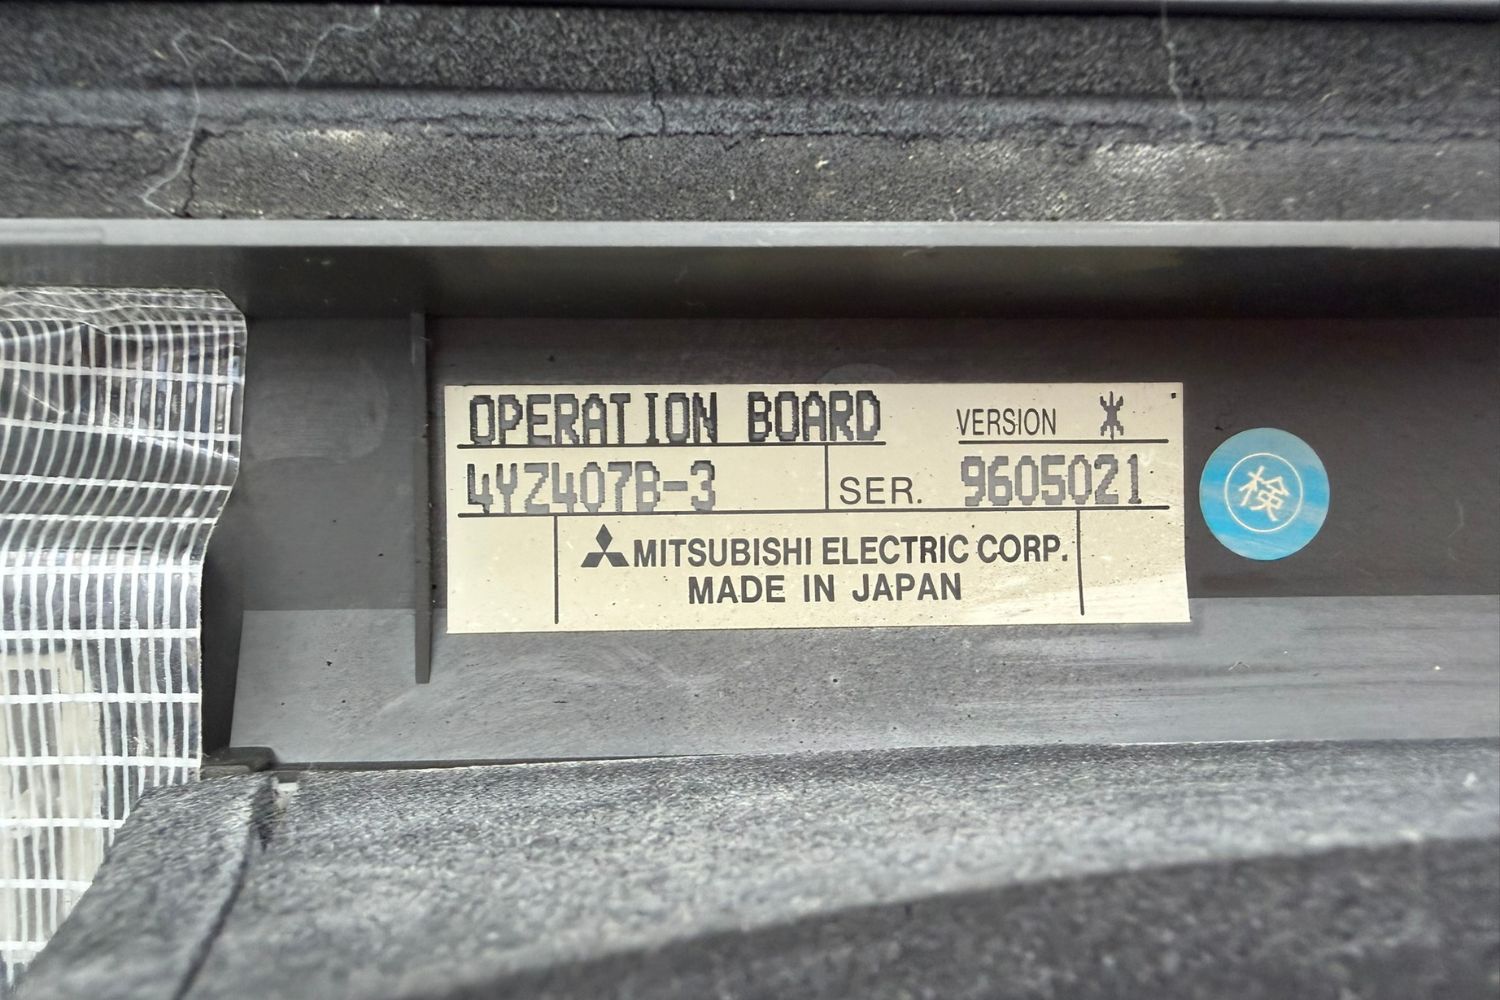 OPERATION BOARD VERSION *
4YZ407B-3 SER. 9605021
MITSUBISHI ELECTRIC CORP.
MADE IN JAPAN
検